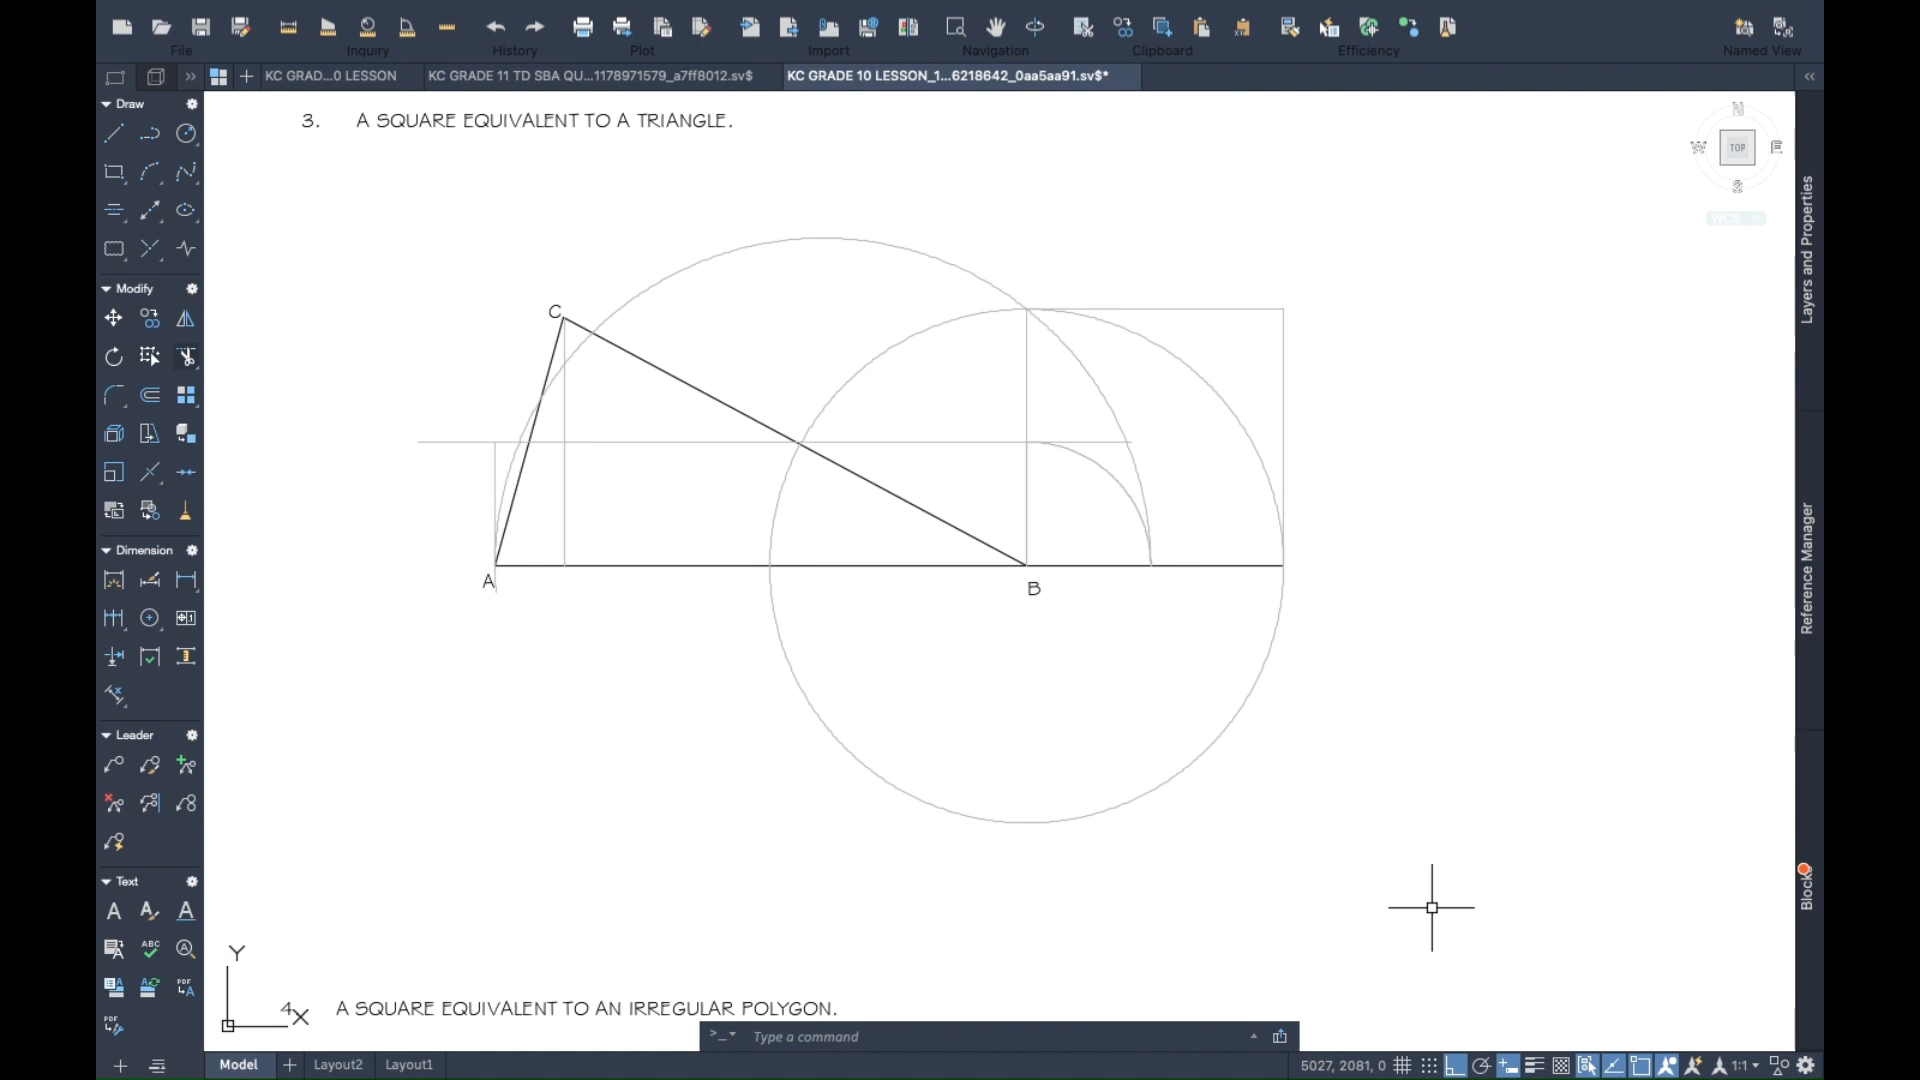 File Inquiry History Plot Import Navigation Clipboard Efficiency Named View
KC GRAD...0 LESSON KC GRADE 11 TD SBA QU...1178971579_a7ff8012.sv$ KC GRADE 10 LESSON_1...6218642_0aa5aa91.sv$*
Draw
Modify
Dimension
Leader
Text
3. A SQUARE EQUIVALENT TO A TRIANGLE.
N
W TOP E
S
WCS
C
A
B
Y
X
4. A SQUARE EQUIVALENT TO AN IRREGULAR POLYGON.
Layers and Properties
Reference Manager
Blocks
>_ Type a command
Model Layout2 Layout1
5027, 2081, 0 1:1